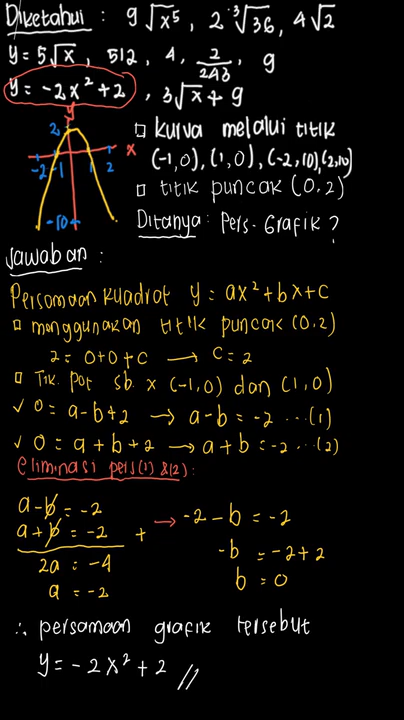 Diketahui : 9√x⁵, 2 ∛36, 4√2
y = 5√x, 512, 4, 2/243, 9
y = -2x² + 2, 3√x + 9
y
2
x
-2 -1 1 2
-10
□ kurva melalui titik
(-1,0), (1,0), (-2,10), (2,10)
□ titik puncak (0,2)
Ditanya : Pers. Grafik ?
Jawaban :
Persamaan kuadrat y = ax² + bx + c
□ menggunakan titik puncak (0,2)
2 = 0+0+c → c = 2
□ Tik. pot sb. x (-1,0) dan (1,0)
✓ 0 = a-b+2 → a-b = -2 ...(1)
✓ 0 = a+b+2 → a+b = -2 ...(2)
eliminasi pers(1) &(2) :
a-b = -2
a+b = -2 +
2a = -4
a = -2
→ -2 - b = -2
-b = -2+2
b = 0
∴ persamaan grafik tersebut
y = -2x² + 2 //